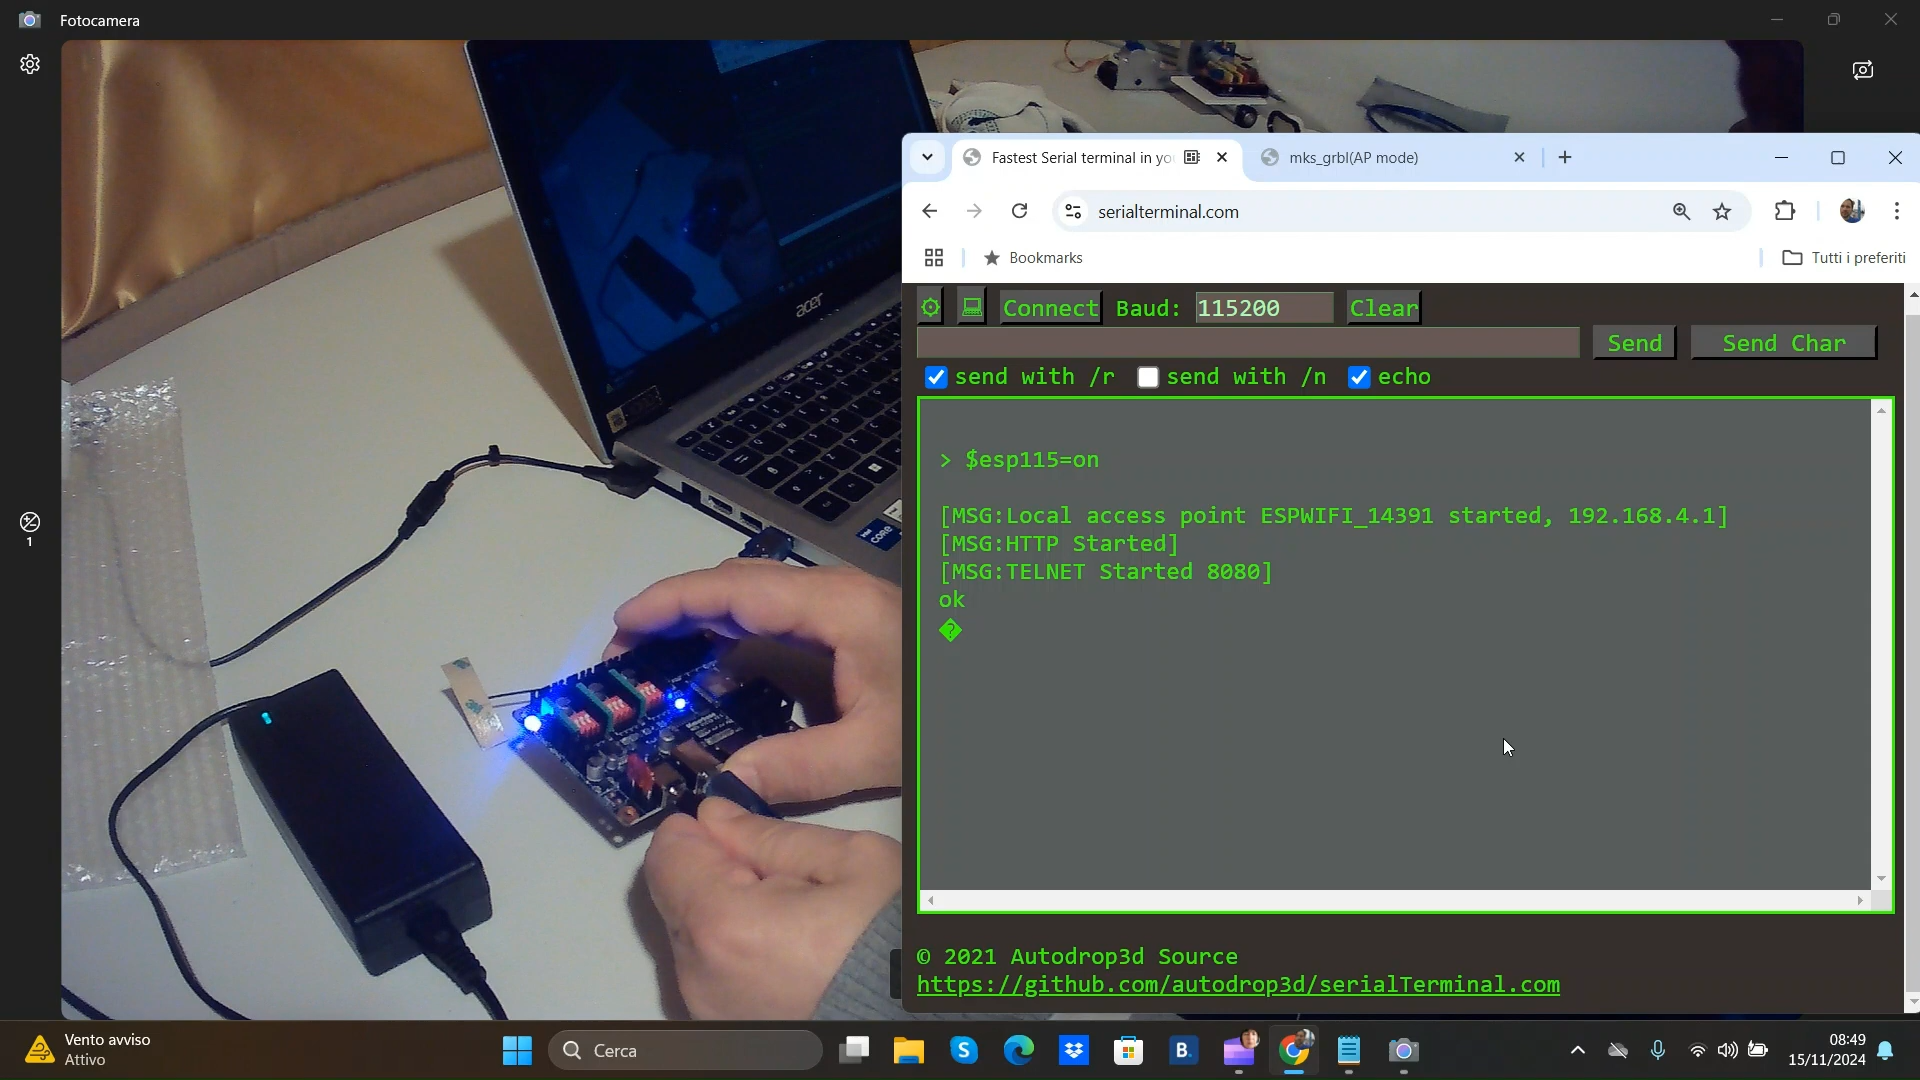 Fotocamera
Fastest Serial terminal in yo
mks_grbl(AP mode)
serialterminal.com
Bookmarks
Tutti i preferiti
Connect Baud: 115200 Clear
Send Send Char
send with /r send with /n echo
> $esp115=on
[MSG:Local access point ESPWIFI_14391 started, 192.168.4.1]
[MSG:HTTP Started]
[MSG:TELNET Started 8080]
ok
�
© 2021 Autodrop3d Source
https://github.com/autodrop3d/serialTerminal.com
acer
CORE
1
Vento avviso
Attivo
Cerca
S
B.
08:49
15/11/2024